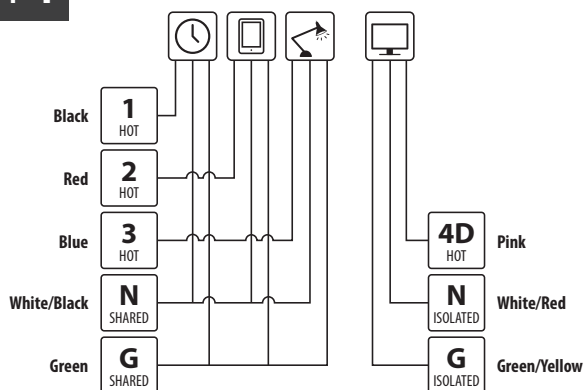 Black
1
HOT
Red
2
HOT
Blue
3
HOT
White/Black
N
SHARED
Green
G
SHARED
4D
HOT
Pink
N
ISOLATED
White/Red
G
ISOLATED
Green/Yellow